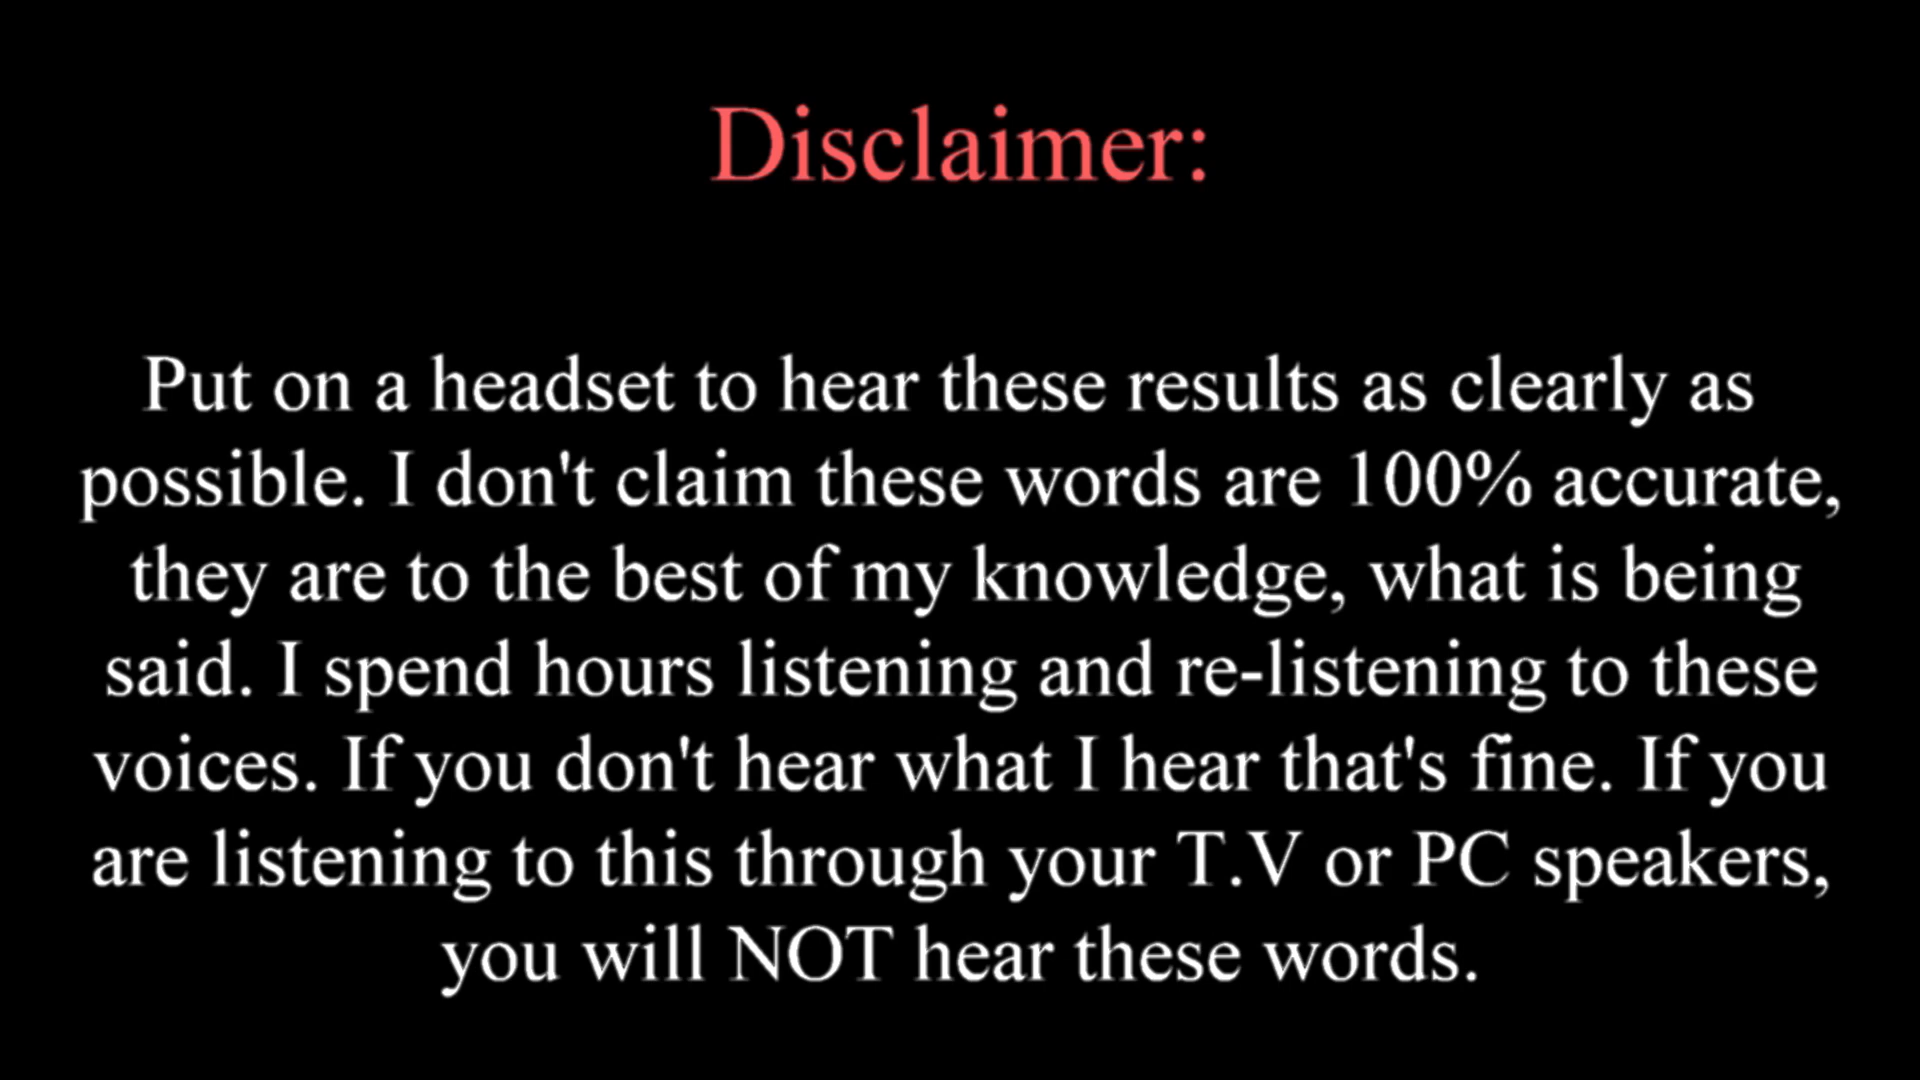 Disclaimer:
Put on a headset to hear these results as clearly as
possible. I don't claim these words are 100% accurate,
they are to the best of my knowledge, what is being
said. I spend hours listening and re-listening to these
voices. If you don't hear what I hear that's fine. If you
are listening to this through your T.V or PC speakers,
you will NOT hear these words.